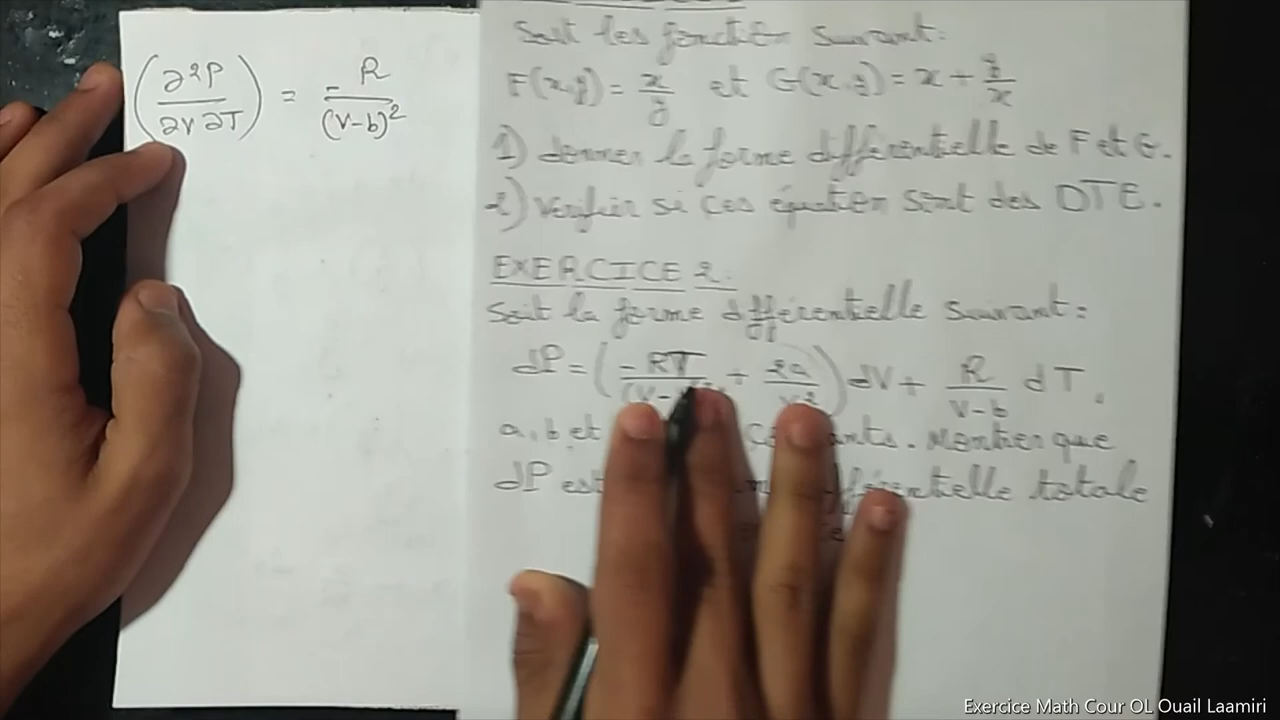 (∂²P/∂V∂T) = - R/(V-b)²
Soit les fonction suivant:
F(x,y) = x/y et G(x,y) = x + y/x
1) donner la forme différentielle de F et G.
2) Vérifier si ces équation sont des DTE.
EXERCICE 2.
Soit la forme différentielle suivant:
dP = (-RT/(V- + 2a/V³) dV + R/V-b dT.
a, b et Montrer que
dP est différentielle totale
Exercice Math Cour OL Ouail Laamiri